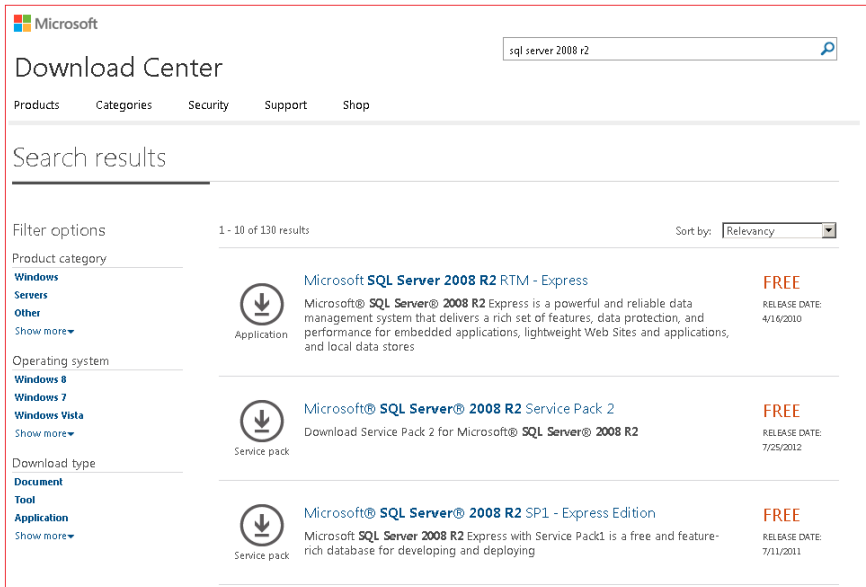 Microsoft
sql server 2008 r2
Download Center
Products Categories Security Support Shop
Search results
Filter options
Product category
Windows
Servers
Other
Show more
Operating system
Windows 8
Windows 7
Windows Vista
Show more
Download type
Document
Tool
Application
Show more
1 - 10 of 130 results
Sort by: Relevancy
Application
Microsoft SQL Server 2008 R2 RTM - Express
Microsoft® SQL Server® 2008 R2 Express is a powerful and reliable data
management system that delivers a rich set of features, data protection, and
performance for embedded applications, lightweight Web Sites and applications,
and local data stores
FREE
RELEASE DATE:
4/16/2010
Service pack
Microsoft® SQL Server® 2008 R2 Service Pack 2
Download Service Pack 2 for Microsoft® SQL Server® 2008 R2
FREE
RELEASE DATE:
7/25/2012
Service pack
Microsoft® SQL Server® 2008 R2 SP1 - Express Edition
Microsoft SQL Server 2008 R2 Express with Service Pack1 is a free and feature-
rich database for developing and deploying
FREE
RELEASE DATE:
7/11/2011